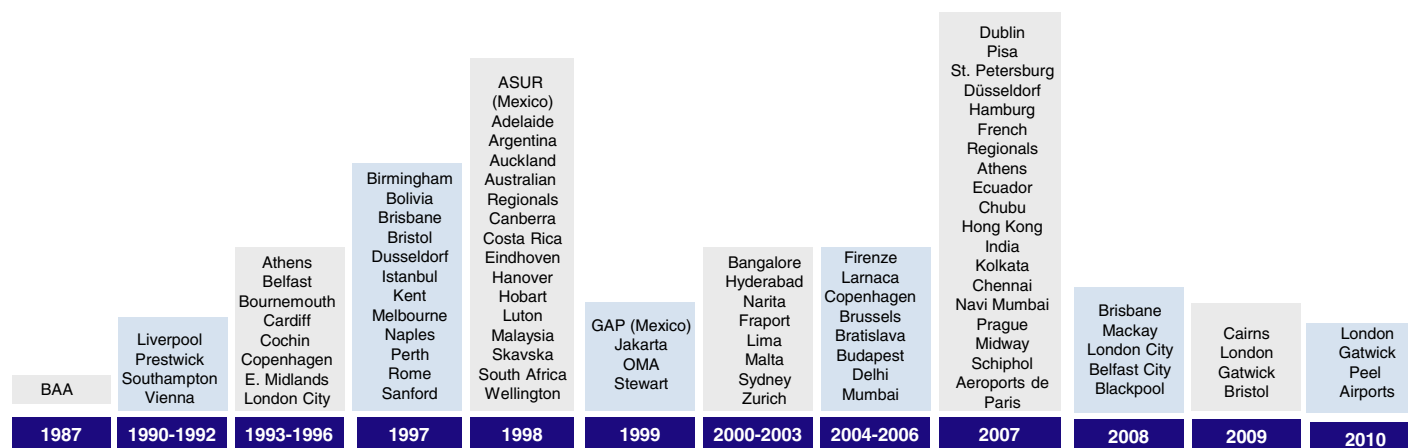 BAA
1987
Liverpool
Prestwick
Southampton
Vienna
1990-1992
Athens
Belfast
Bournemouth
Cardiff
Cochin
Copenhagen
E. Midlands
London City
1993-1996
Birmingham
Bolivia
Brisbane
Bristol
Dusseldorf
Istanbul
Kent
Melbourne
Naples
Perth
Rome
Sanford
1997
ASUR
(Mexico)
Adelaide
Argentina
Auckland
Australian
Regionals
Canberra
Costa Rica
Eindhoven
Hanover
Hobart
Luton
Malaysia
Skavska
South Africa
Wellington
1998
GAP (Mexico)
Jakarta
OMA
Stewart
1999
Bangalore
Hyderabad
Narita
Fraport
Lima
Malta
Sydney
Zurich
2000-2003
Firenze
Larnaca
Copenhagen
Brussels
Bratislava
Budapest
Delhi
Mumbai
2004-2006
Dublin
Pisa
St. Petersburg
Düsseldorf
Hamburg
French
Regionals
Athens
Ecuador
Chubu
Hong Kong
India
Kolkata
Chennai
Navi Mumbai
Prague
Midway
Schiphol
Aeroports de
Paris
2007
Brisbane
Mackay
London City
Belfast City
Blackpool
2008
Cairns
London
Gatwick
Bristol
2009
London
Gatwick
Peel
Airports
2010